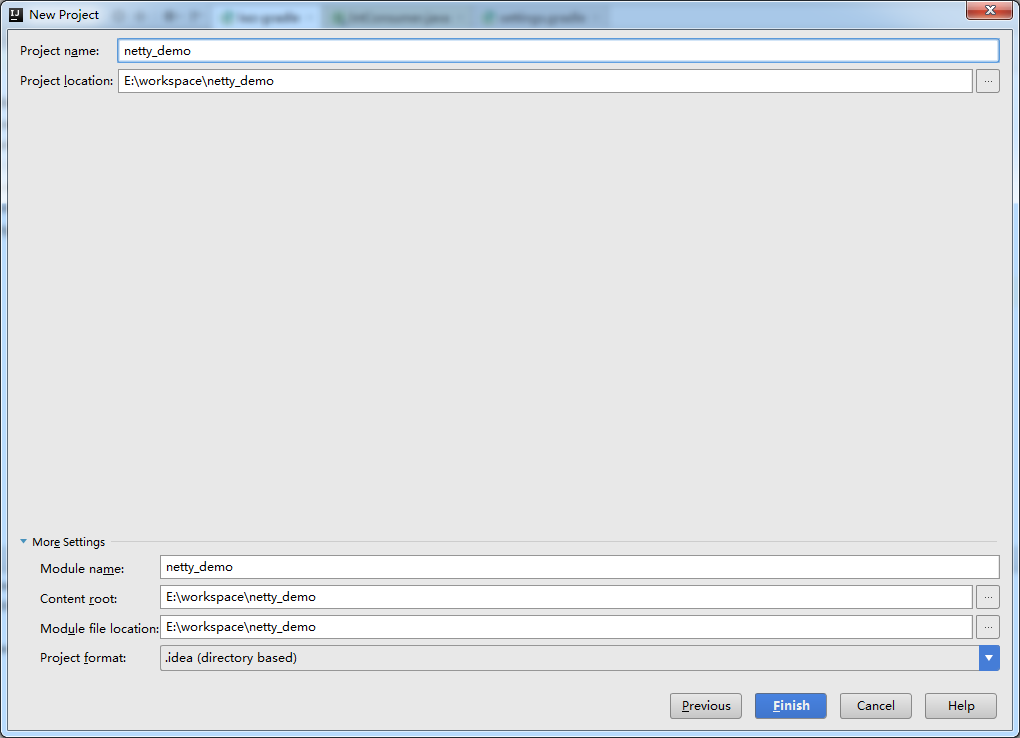 IJ New Project
Project name: netty_demo
Project location: E:\workspace\netty_demo ...
More Settings
Module name: netty_demo
Content root: E:\workspace\netty_demo ...
Module file location: E:\workspace\netty_demo ...
Project format: .idea (directory based)
Previous Finish Cancel Help